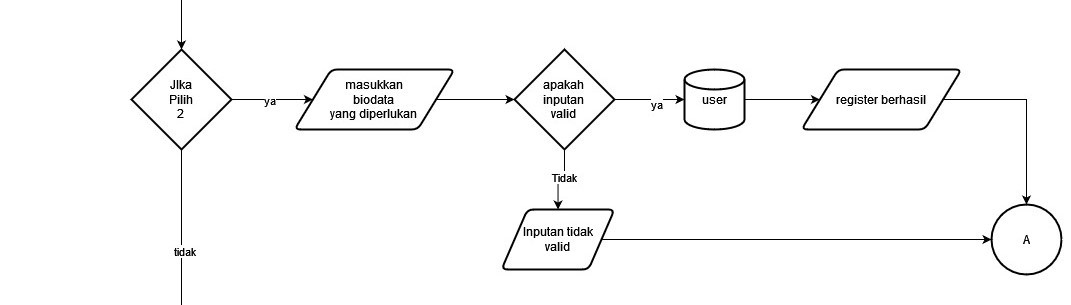 JIka
Pilih
2
ya
masukkan
biodata
yang diperlukan
apakah
inputan
valid
ya
user
register berhasil
Tidak
Inputan tidak
valid
A
tidak